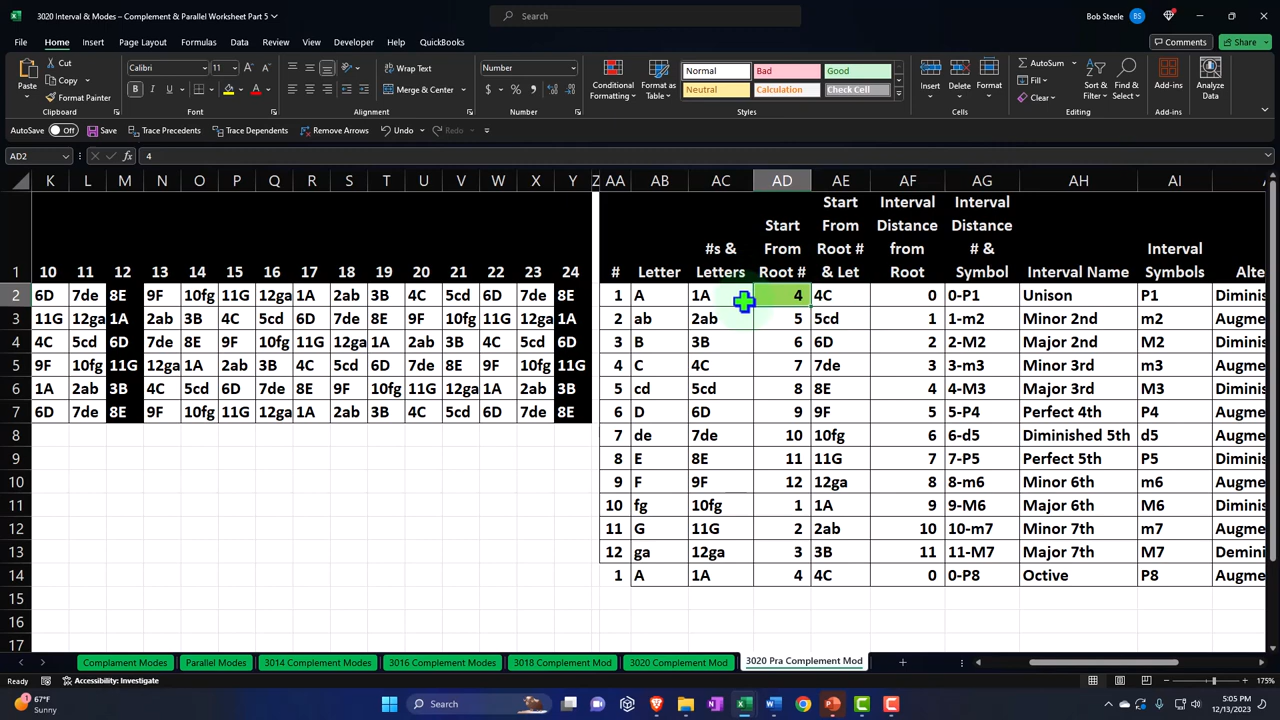 3020 Interval & Modes – Complement & Parallel Worksheet Part 5
Search
Bob Steele BS
File Home Insert Page Layout Formulas Data Review View Developer Help QuickBooks Comments Share
Paste Cut Copy Format Painter Clipboard
Calibri 11 B I U A Font
Wrap Text Merge & Center Alignment
Number $ % 9 Number
Conditional Formatting Format as Table Normal Bad Good Neutral Calculation Check Cell Styles
Insert Delete Format Cells
AutoSum Fill Clear Sort & Filter Find & Select Editing
Add-ins Add-ins Analyze Data
AutoSave Off Save Trace Precedents Trace Dependents Remove Arrows Undo Redo
AD2 fx 4
K L M N O P Q R S T U V W X Y Z AA AB AC AD AE AF AG AH AI
1 10 11 12 13 14 15 16 17 18 19 20 21 22 23 24 # Letter #s & Letters Start From Root # Start From Root # & Let Interval Distance from Root Interval Distance # & Symbol Interval Name Interval Symbols Alte
2 6D 7de 8E 9F 10fg 11G 12ga 1A 2ab 3B 4C 5cd 6D 7de 8E 1 A 1A 4 4C 0 0-P1 Unison P1 Diminis
3 11G 12ga 1A 2ab 3B 4C 5cd 6D 7de 8E 9F 10fg 11G 12ga 1A 2 ab 2ab 5 5cd 1 1-m2 Minor 2nd m2 Augme
4 4C 5cd 6D 7de 8E 9F 10fg 11G 12ga 1A 2ab 3B 4C 5cd 6D 3 B 3B 6 6D 2 2-M2 Major 2nd M2 Diminis
5 9F 10fg 11G 12ga 1A 2ab 3B 4C 5cd 6D 7de 8E 9F 10fg 11G 4 C 4C 7 7de 3 3-m3 Minor 3rd m3 Augme
6 1A 2ab 3B 4C 5cd 6D 7de 8E 9F 10fg 11G 12ga 1A 2ab 3B 5 cd 5cd 8 8E 4 4-M3 Major 3rd M3 Diminis
7 6D 7de 8E 9F 10fg 11G 12ga 1A 2ab 3B 4C 5cd 6D 7de 8E 6 D 6D 9 9F 5 5-P4 Perfect 4th P4 Augme
8 7 de 7de 10 10fg 6 6-d5 Diminished 5th d5 Augme
9 8 E 8E 11 11G 7 7-P5 Perfect 5th P5 Diminis
10 9 F 9F 12 12ga 8 8-m6 Minor 6th m6 Augme
11 10 fg 10fg 1 1A 9 9-M6 Major 6th M6 Diminis
12 11 G 11G 2 2ab 10 10-m7 Minor 7th m7 Augme
13 12 ga 12ga 3 3B 11 11-M7 Major 7th M7 Deminis
14 1 A 1A 4 4C 0 0-P8 Octive P8 Augme
15
16
17
Complament Modes Parallel Modes 3014 Complement Modes 3016 Complement Modes 3018 Complement Mod 3020 Complement Mod 3020 Pra Complement Mod
Ready Accessibility: Investigate 175%
67°F Sunny Search 5:05 PM 12/13/2023